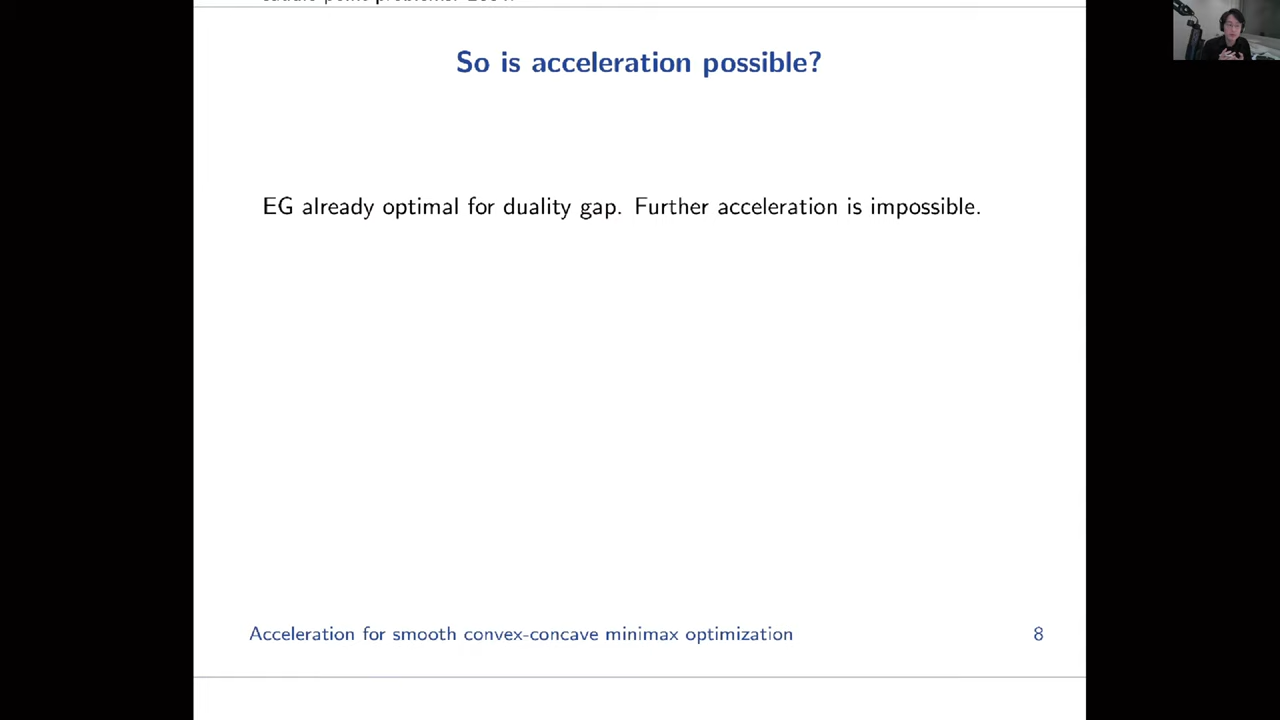 So is acceleration possible?
EG already optimal for duality gap. Further acceleration is impossible.
Acceleration for smooth convex-concave minimax optimization
8